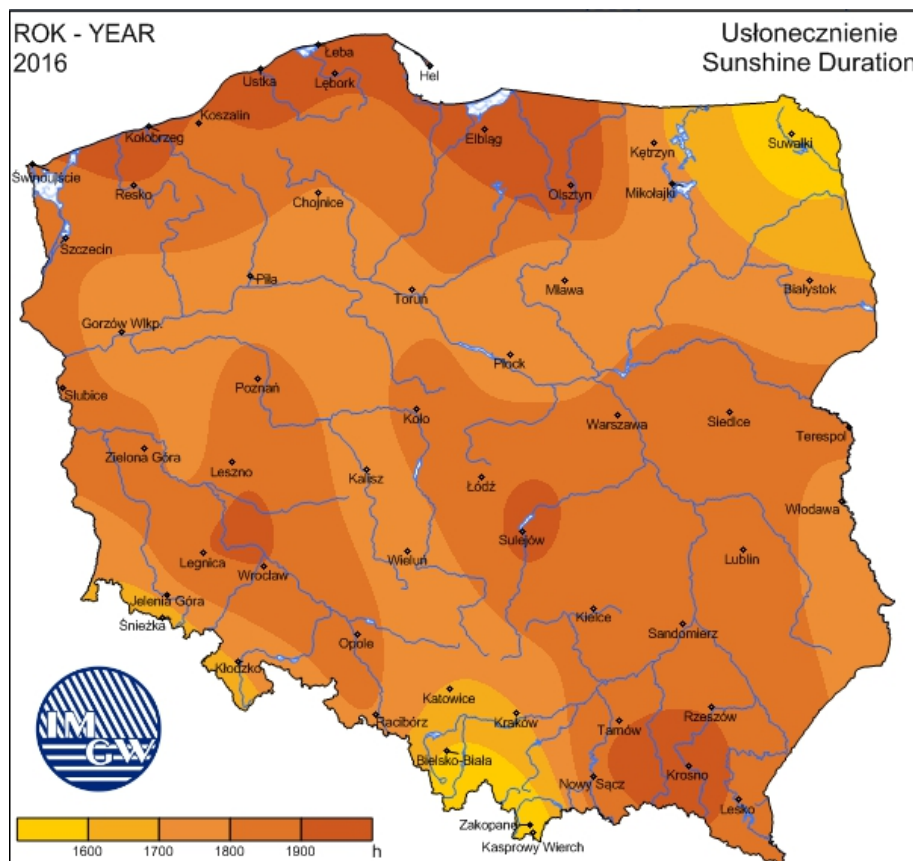 ROK - YEAR
2016
Usłonecznienie
Sunshine Duration
Łeba
Ustka
Lębork
Hel
Koszalin
Kołobrzeg
Elbląg
Kętrzyn
Suwałki
Świnoujście
Resko
Chojnice
Olsztyn
Mikołajki
Szczecin
Piła
Toruń
Mława
Białystok
Gorzów Wlkp.
Płock
Słubice
Poznań
Koło
Warszawa
Siedlce
Terespol
Zielona Góra
Leszno
Kalisz
Łódź
Włodawa
Sulejów
Legnica
Wrocław
Wieluń
Lublin
Jelenia Góra
Śnieżka
Kielce
Sandomierz
Opole
Kłodzko
Katowice
Racibórz
Kraków
Tarnów
Rzeszów
Bielsko-Biała
Nowy Sącz
Krosno
Lesko
Zakopane
Kasprowy Wierch
IM
GW
1600 1700 1800 1900 h